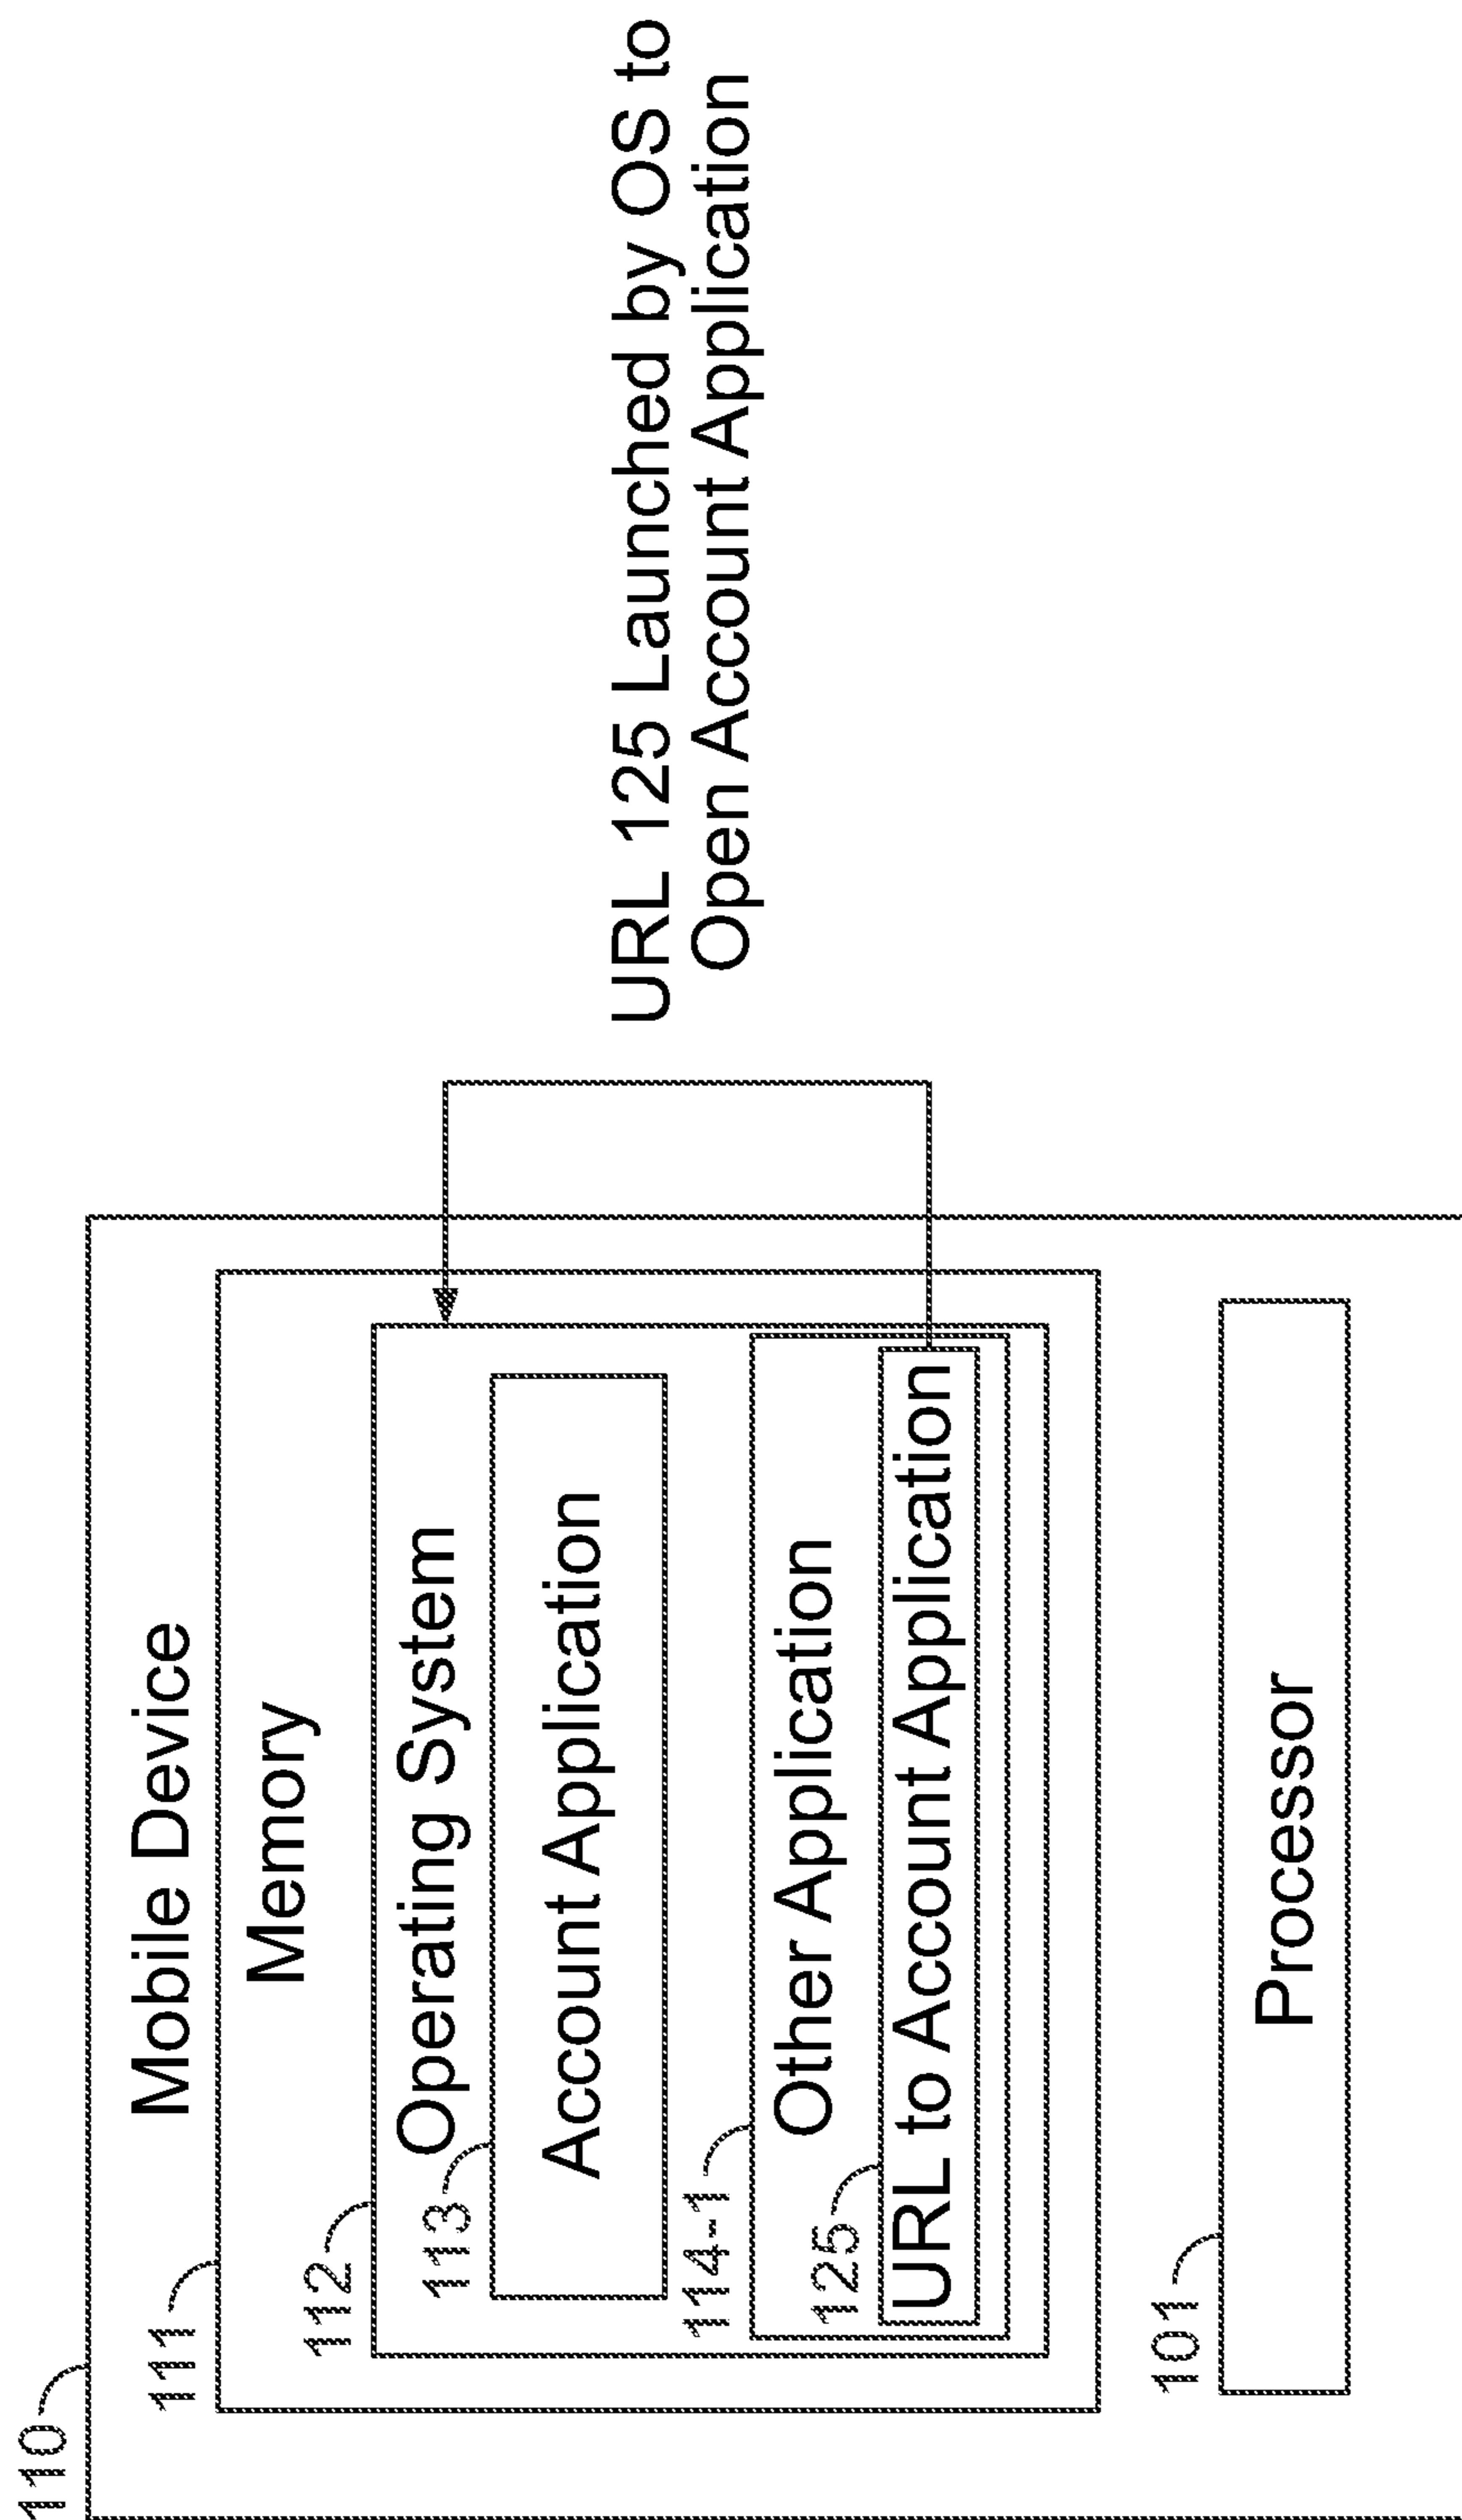 110
Mobile Device
111
Memory
112
Operating System
113
Account Application
114-1
Other Application
125
URL to Account Application
101
Processor
URL 125 Launched by OS to
Open Account Application